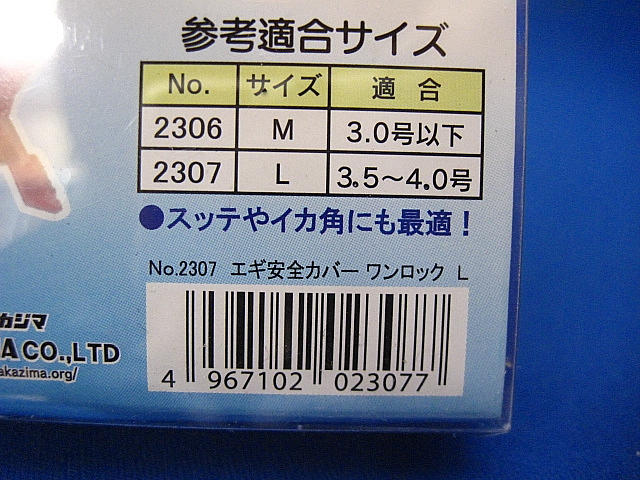 参考適合サイズ
No. サイズ 適合
2306 M 3.0号以下
2307 L 3.5～4.0号
●スッテやイカ角にも最適！
No.2307 エギ安全カバー ワンロック L
カジマ
A CO.,LTD
akazima.org/
4 967102 023077